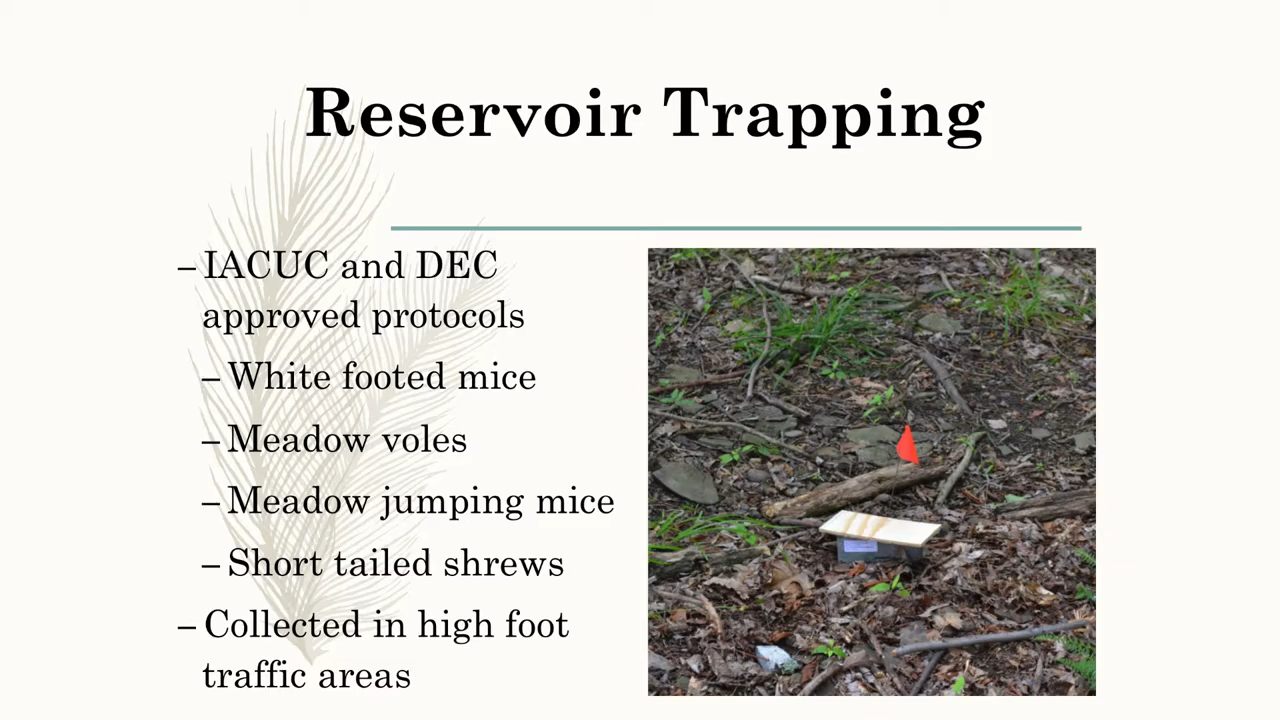 Reservoir Trapping
– IACUC and DEC
approved protocols
– White footed mice
– Meadow voles
– Meadow jumping mice
– Short tailed shrews
– Collected in high foot
traffic areas